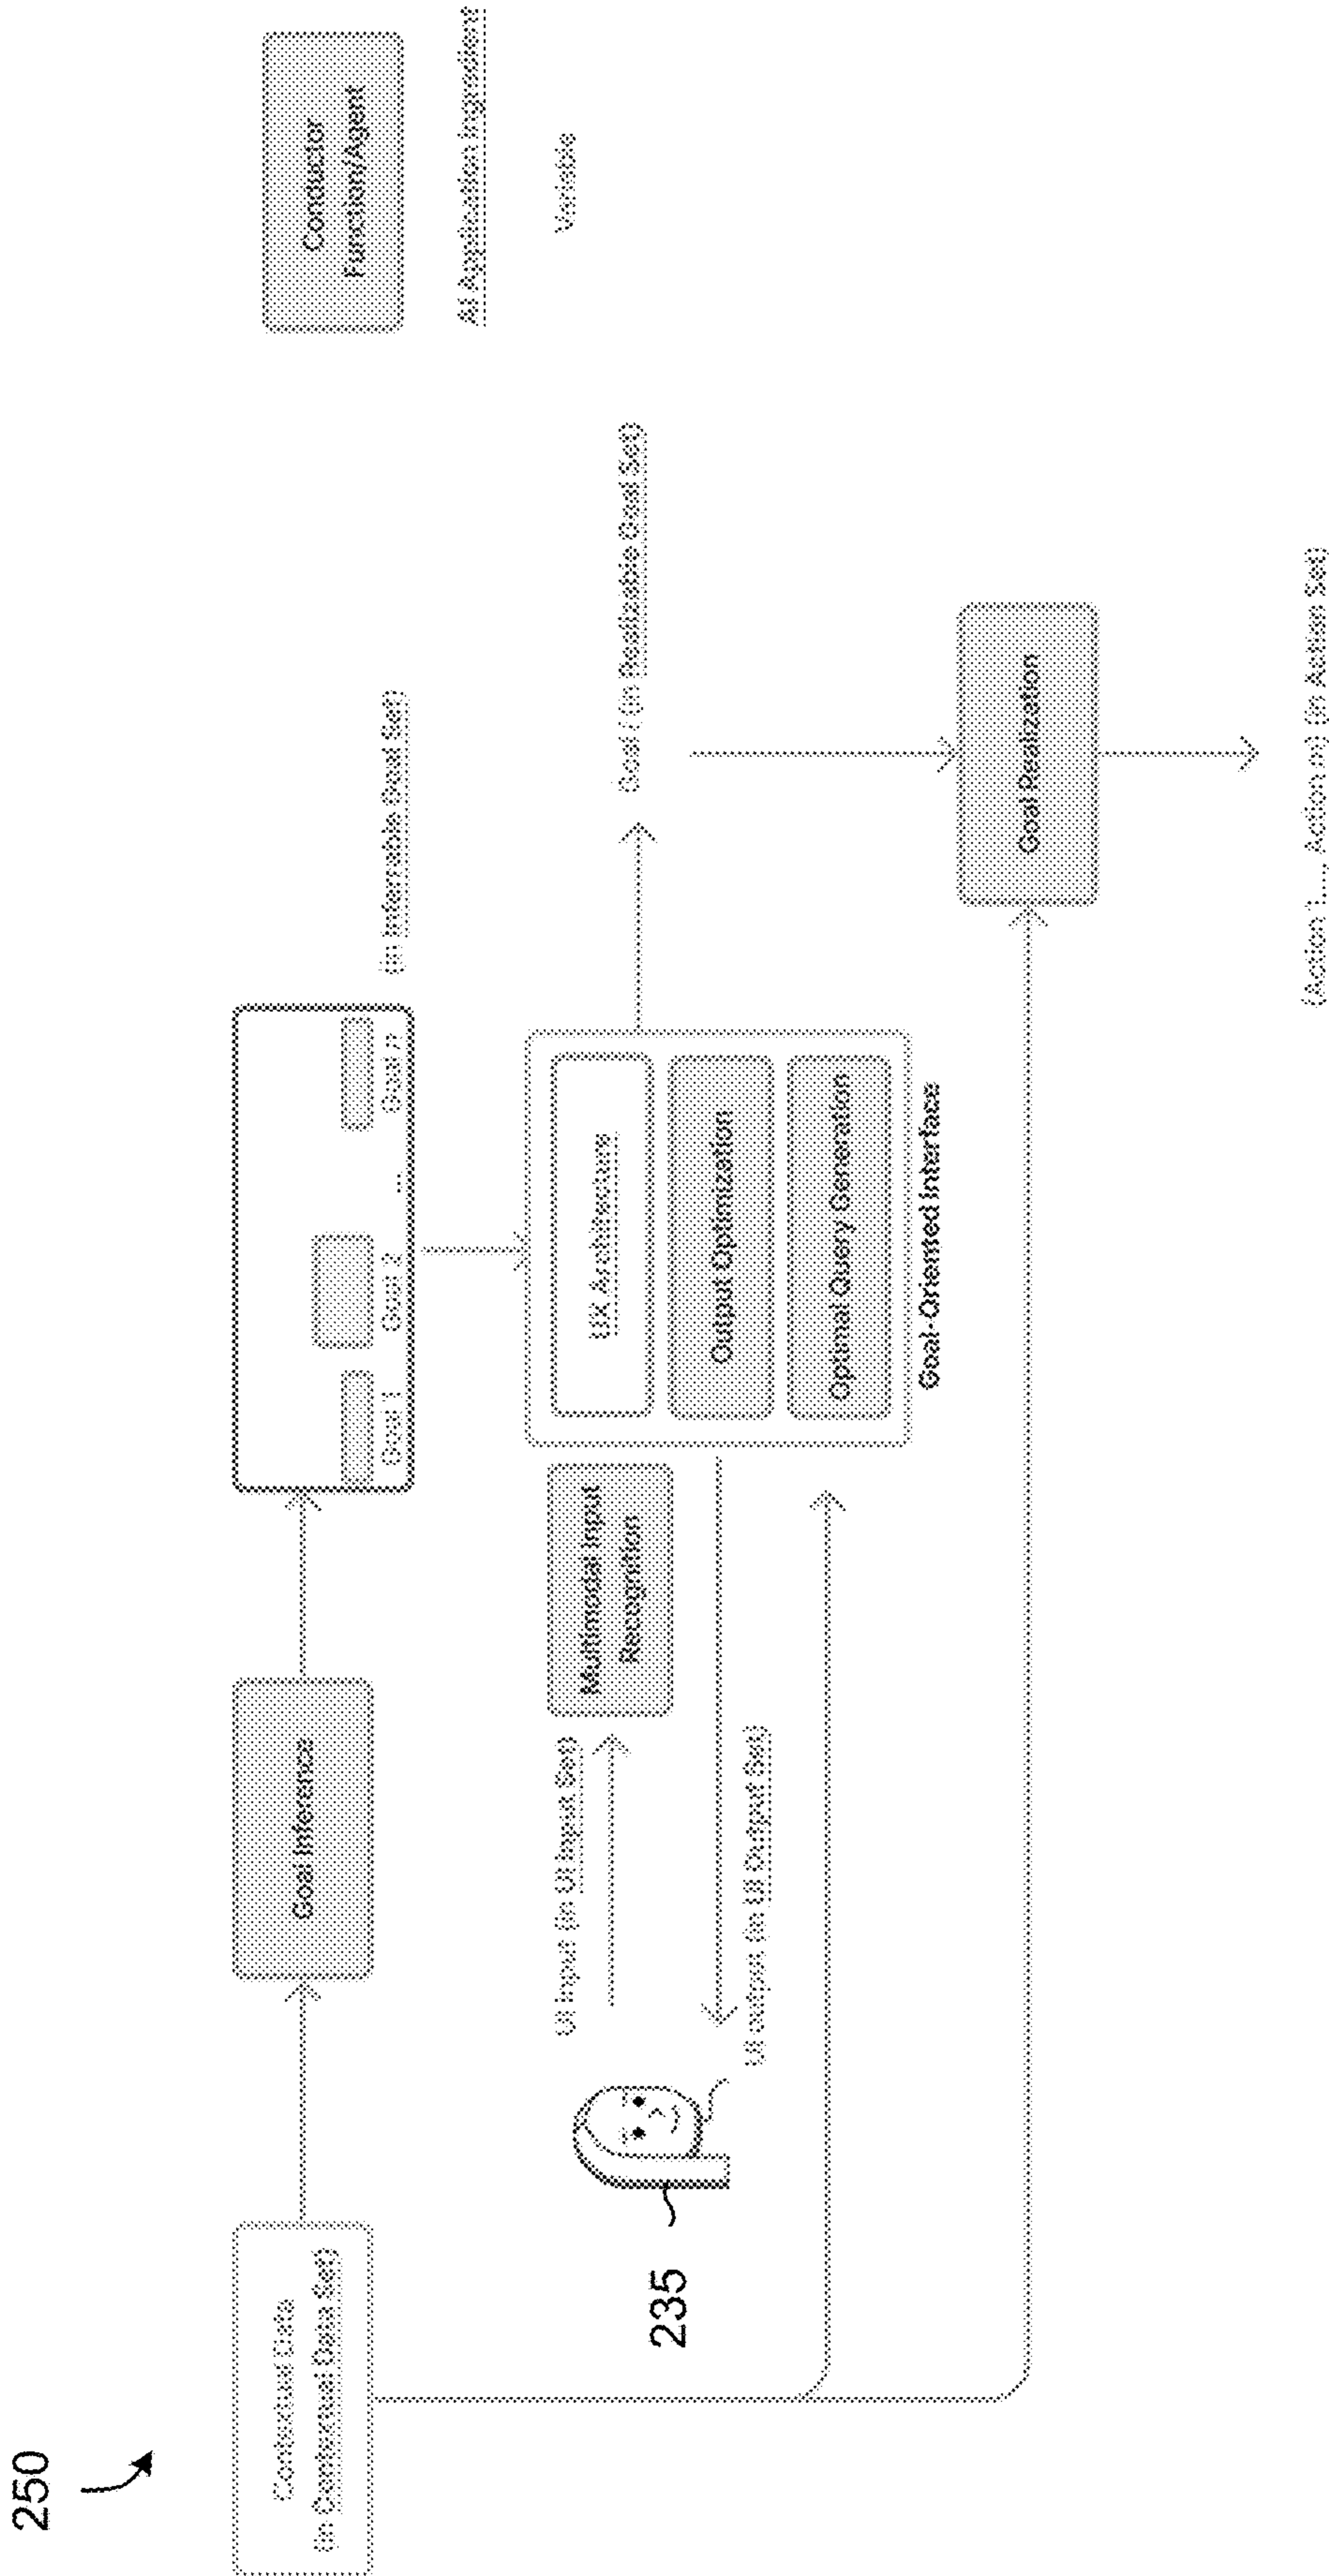 250
Contextual Data
(in Contextual Data Set)
Goal Inference
Goal 1
Goal 2
...
Goal n
(in Inferrable Goal Set)
Conductor
Function/Agent
AI Application Ingredient
Variable
235
UI Input (in UI Input Set)
Multimodal Input
Recognition
UI output (in UI Output Set)
UX Architecture
Output Optimization
Optimal Query Generation
Goal-Oriented Interface
Goal i (in Realizable Goal Set)
Goal Realization
(Action 1..., Action m) (in Action Set)